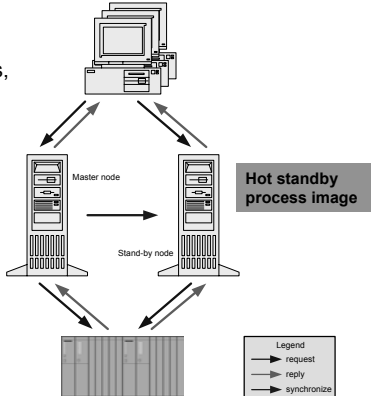 s,
Master node
Hot standby
process image
Stand-by node
Legend
request
reply
synchronize